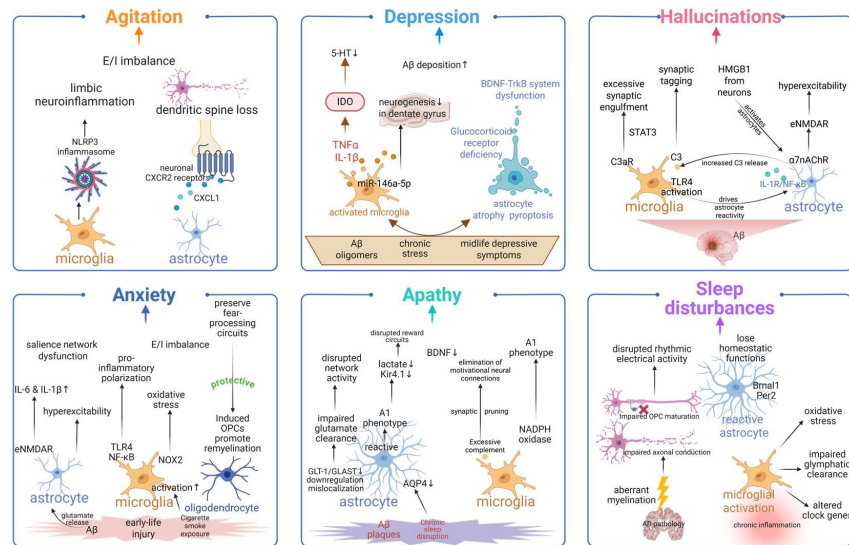 Agitation
E/I imbalance
limbic
neuroinflammation
dendritic spine loss
NLRP3
inflammasome
neuronal
CXCR2 receptors
CXCL1
microglia
astrocyte
Depression
5-HT↓
Aβ deposition↑
IDO
neurogenesis↓
in dentate gyrus
BDNF-TrkB system
dysfunction
Glucocorticoid
receptor
deficiency
TNFα
IL-1β
miR-146a-5p
activated microglia
astrocyte
atrophy pyroptosis
Aβ
oligomers
chronic
stress
midlife depressive
symptoms
Hallucinations
excessive
synaptic
engulfment
synaptic
tagging
HMGB1
from
neurons
hyperexcitability
activates
astrocytes
STAT3
eNMDAR
C3aR
C3
increased C3 release
α7nAChR
TLR4
activation
IL-1R/NF-κB
microglia
drives
astrocyte
reactivity
astrocyte
Aβ
Anxiety
preserve
fear-
processing
circuits
salience network
dysfunction
E/I imbalance
pro-
inflammatory
polarization
IL-6 & IL-1β↑
oxidative
stress
protective
hyperexcitability
Induced
OPCs
promote
remyelination
eNMDAR
TLR4
NF-κB
NOX2
astrocyte
activation↑
microglia
oligodendrocyte
glutamate
release
Aβ
early-life
injury
Cigarette
smoke
exposure
Apathy
disrupted reward
circuits
A1
phenotype
disrupted
network
activity
lactate↓
Kir4.1↓
BDNF↓
elimination of
motivational neural
connections
impaired
glutamate
clearance
A1
phenotype
reactive
synaptic
pruning
NADPH
oxidase
GLT-1/GLAST↓
downregulation
mislocalization
Excessive
complement
astrocyte
AQP4↓
microglia
Aβ
plaques
Chronic
sleep
disruption
Sleep
disturbances
disrupted rhythmic
electrical activity
lose
homeostatic
functions
Bmal1
Per2
Impaired OPC maturation
reactive
astrocyte
oxidative
stress
impaired axonal conduction
impaired
glymphatic
clearance
aberrant
myelination
microglial
activation
altered
clock genes
Aβ pathology
chronic inflammation